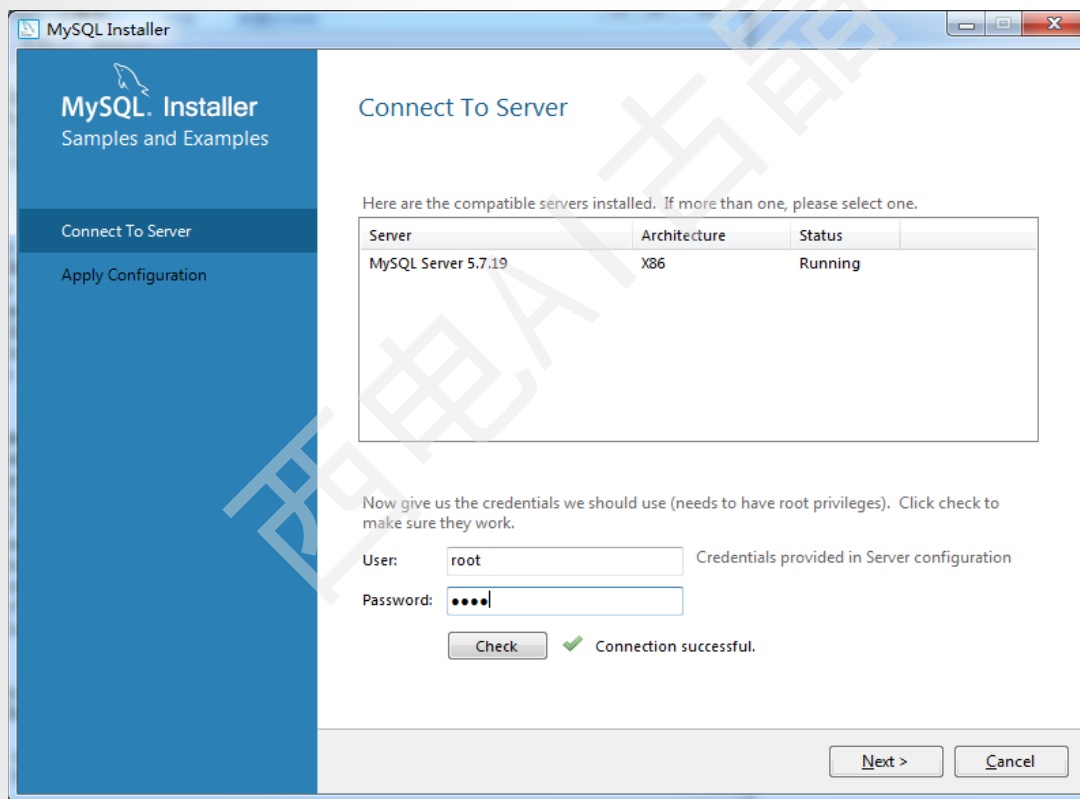 MySQL Installer
MySQL. Installer
Samples and Examples
Connect To Server
Apply Configuration
Connect To Server
Here are the compatible servers installed. If more than one, please select one.
Server Architecture Status
MySQL Server 5.7.19 X86 Running
Now give us the credentials we should use (needs to have root privileges). Click check to
make sure they work.
User: root Credentials provided in Server configuration
Password: ●●●●
Check Connection successful.
Next > Cancel
西电AI古晶